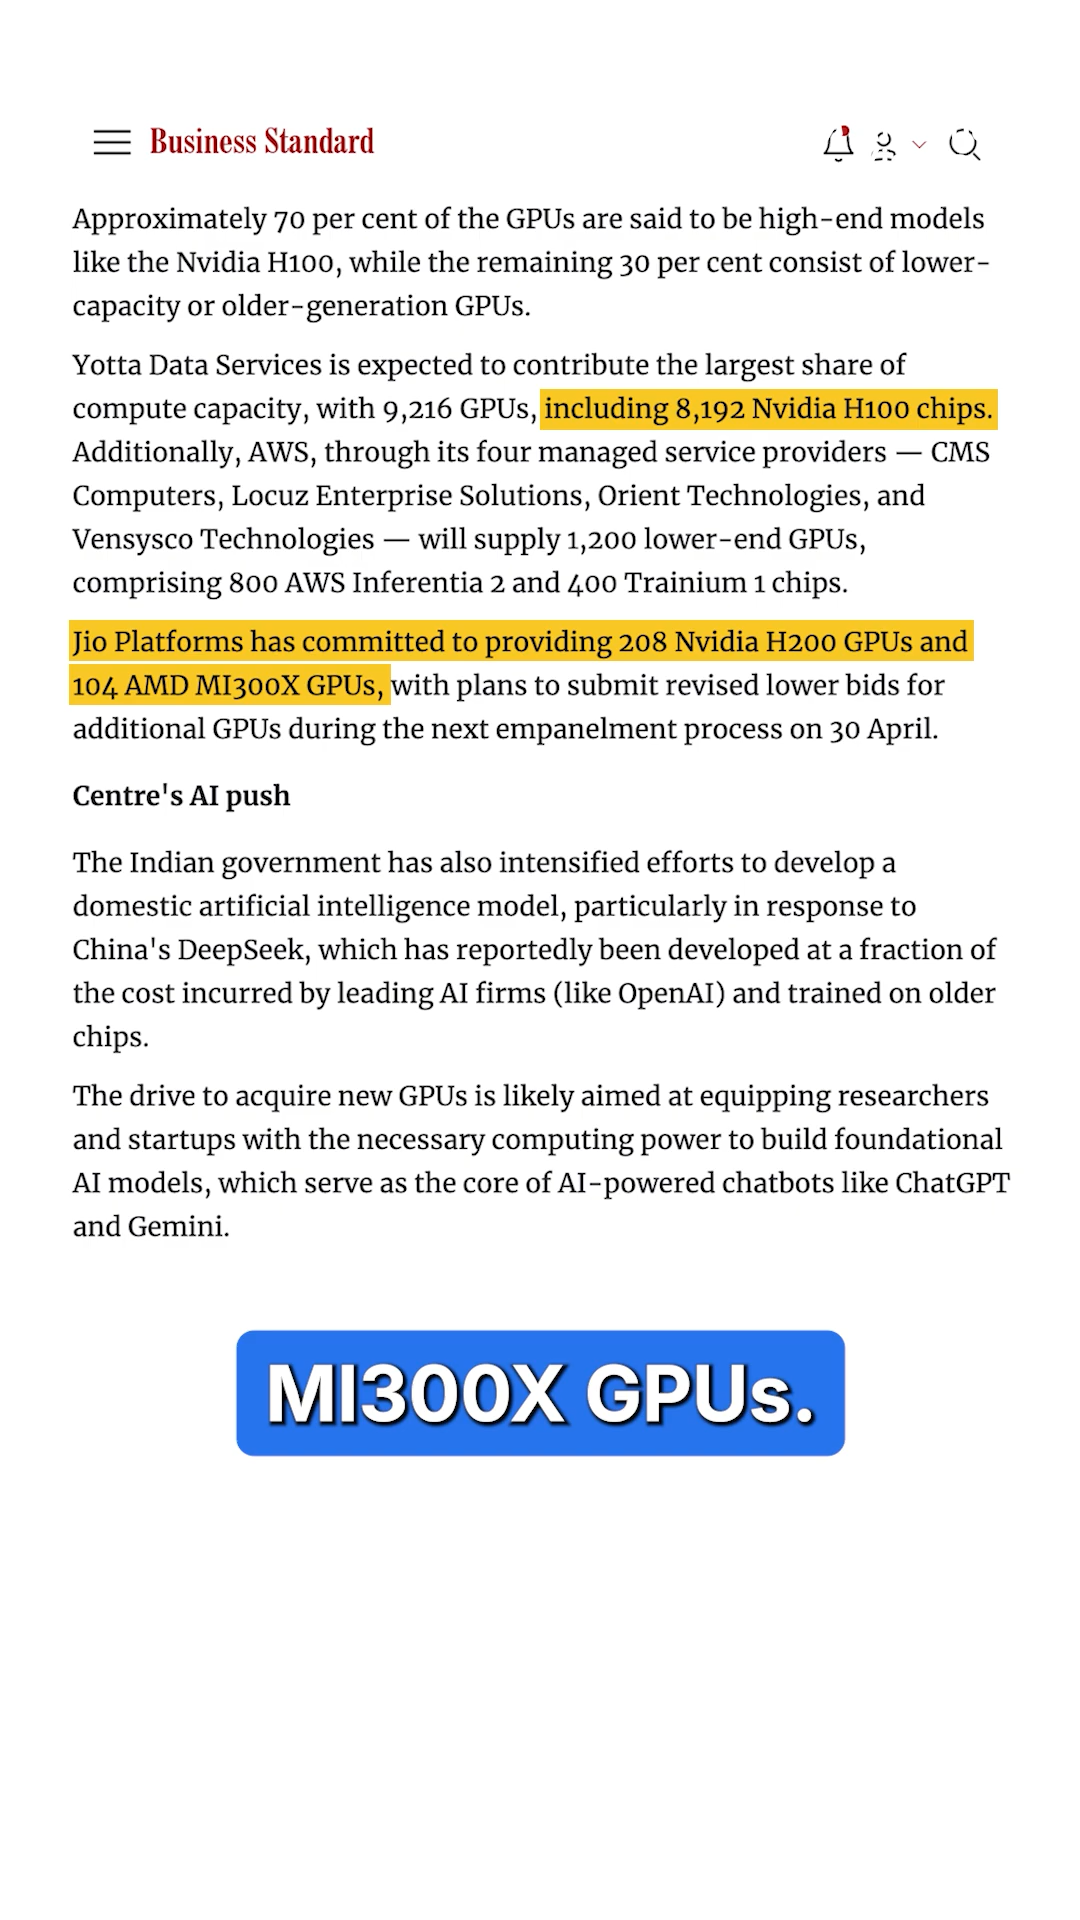 Business Standard
Approximately 70 per cent of the GPUs are said to be high-end models
like the Nvidia H100, while the remaining 30 per cent consist of lower-
capacity or older-generation GPUs.
Yotta Data Services is expected to contribute the largest share of
compute capacity, with 9,216 GPUs, including 8,192 Nvidia H100 chips.
Additionally, AWS, through its four managed service providers — CMS
Computers, Locuz Enterprise Solutions, Orient Technologies, and
Vensysco Technologies — will supply 1,200 lower-end GPUs,
comprising 800 AWS Inferentia 2 and 400 Trainium 1 chips.
Jio Platforms has committed to providing 208 Nvidia H200 GPUs and
104 AMD MI300X GPUs, with plans to submit revised lower bids for
additional GPUs during the next empanelment process on 30 April.
Centre's AI push
The Indian government has also intensified efforts to develop a
domestic artificial intelligence model, particularly in response to
China's DeepSeek, which has reportedly been developed at a fraction of
the cost incurred by leading AI firms (like OpenAI) and trained on older
chips.
The drive to acquire new GPUs is likely aimed at equipping researchers
and startups with the necessary computing power to build foundational
AI models, which serve as the core of AI-powered chatbots like ChatGPT
and Gemini.
MI300X GPUs.